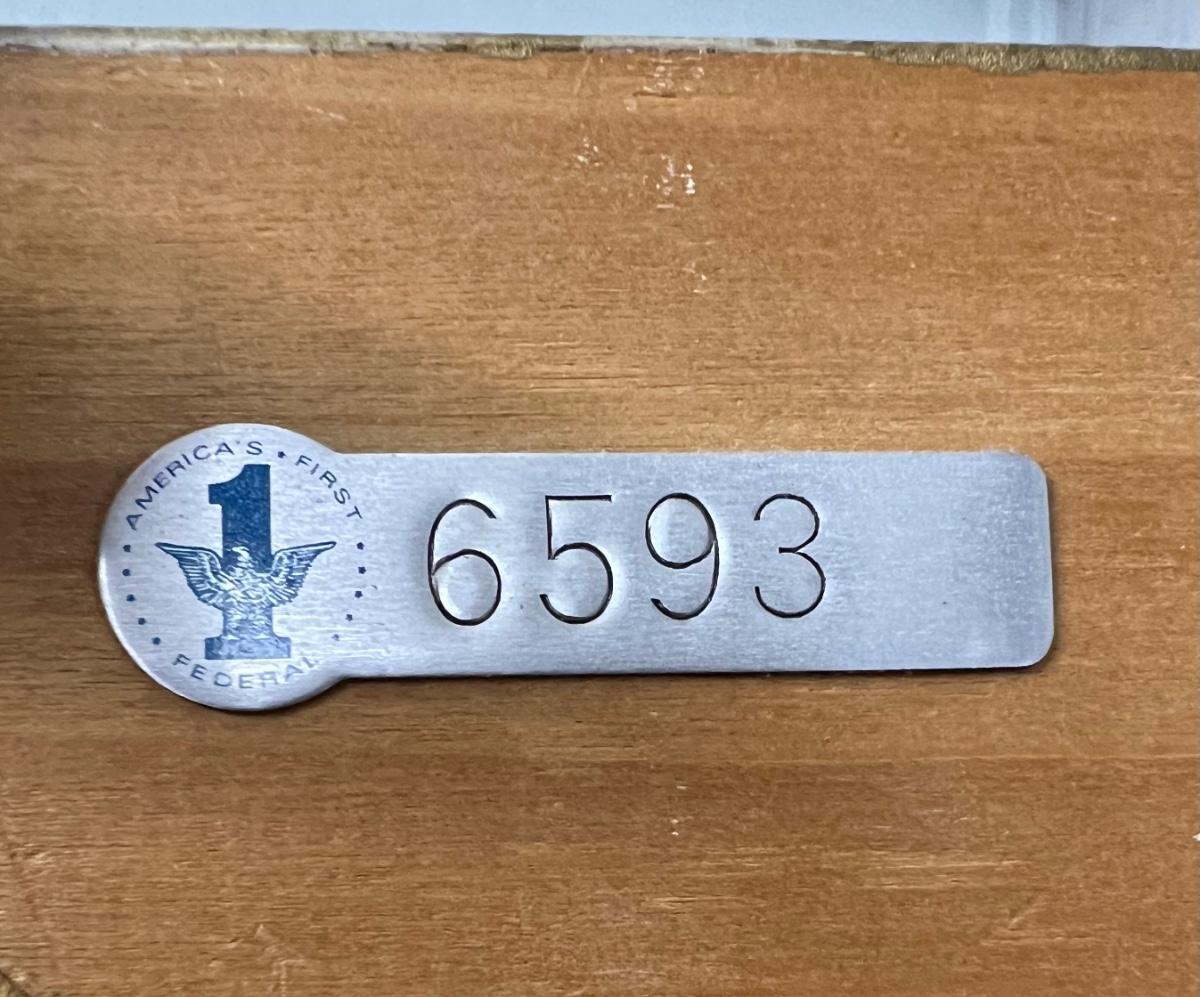 AMERICA'S • FIRST
1
FEDERAL
6593